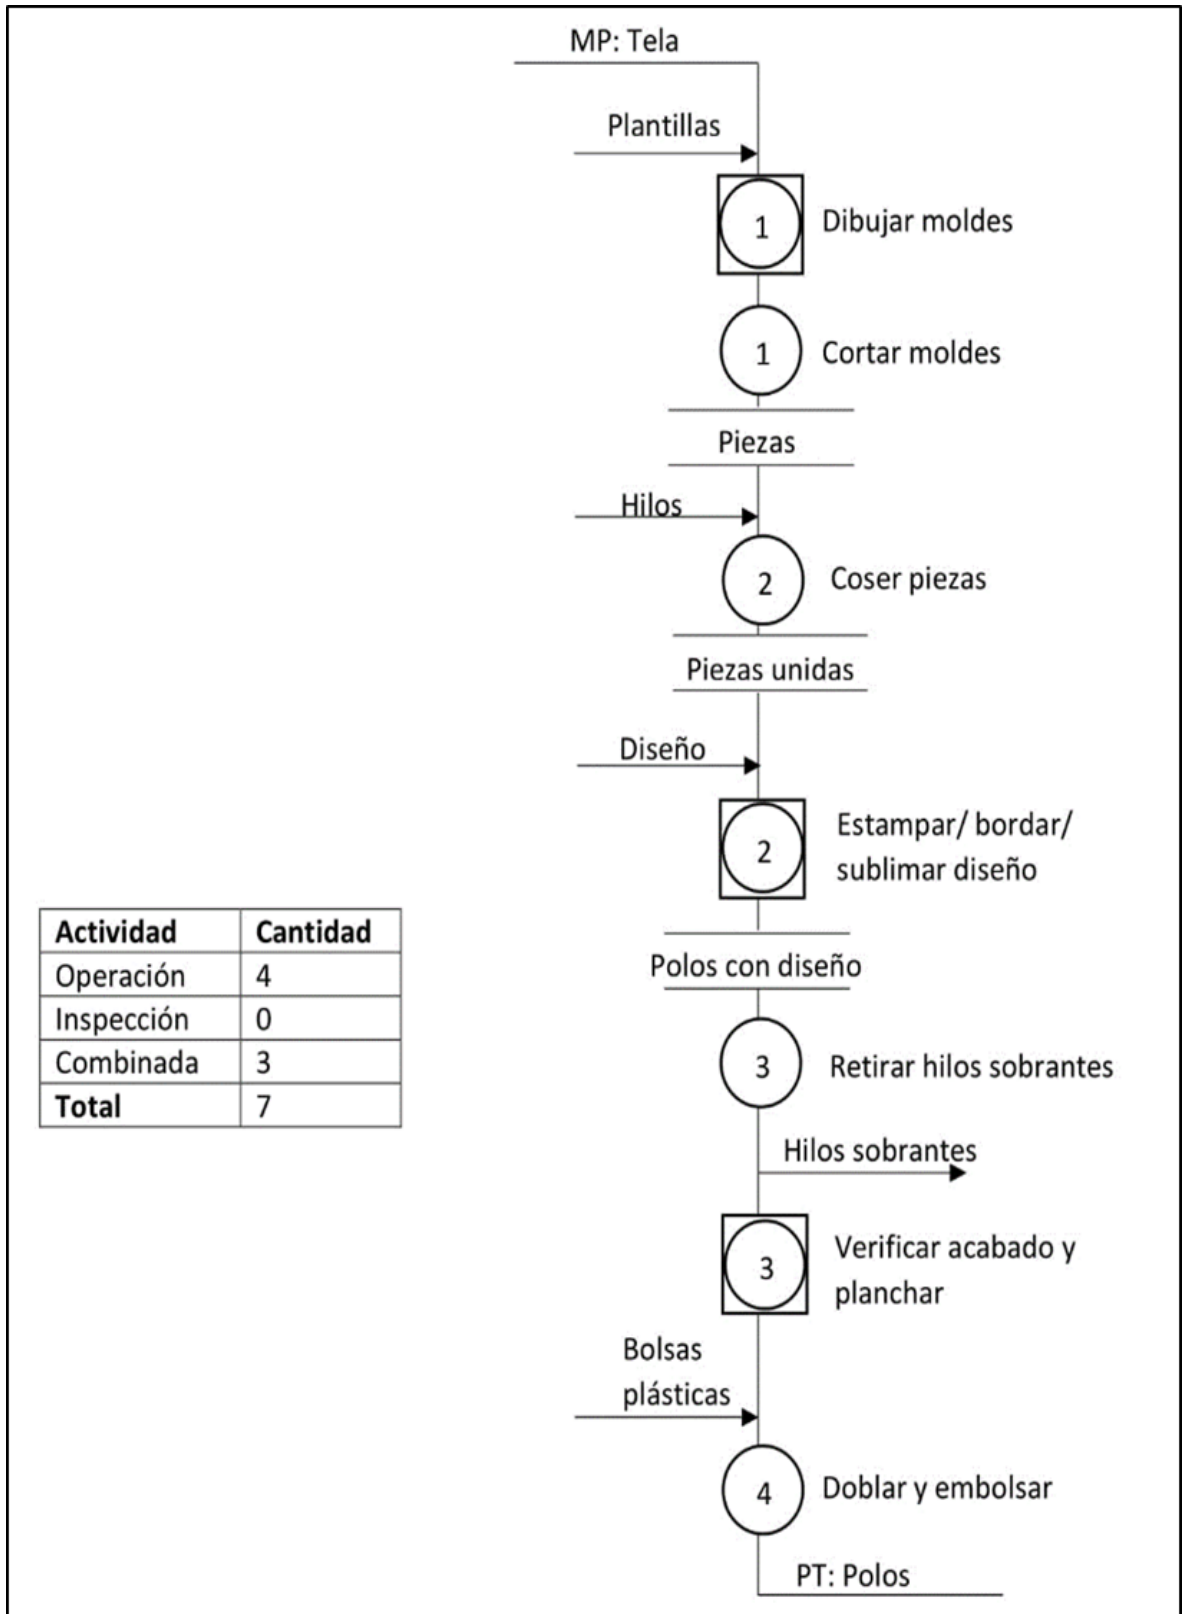 MP: Tela
Plantillas
1 Dibujar moldes
1 Cortar moldes
Piezas
Hilos
2 Coser piezas
Piezas unidas
Diseño
2 Estampar/ bordar/
sublimar diseño
Polos con diseño
3 Retirar hilos sobrantes
Hilos sobrantes
3 Verificar acabado y
planchar
Bolsas
plásticas
4 Doblar y embolsar
PT: Polos
Actividad Cantidad
Operación 4
Inspección 0
Combinada 3
Total 7